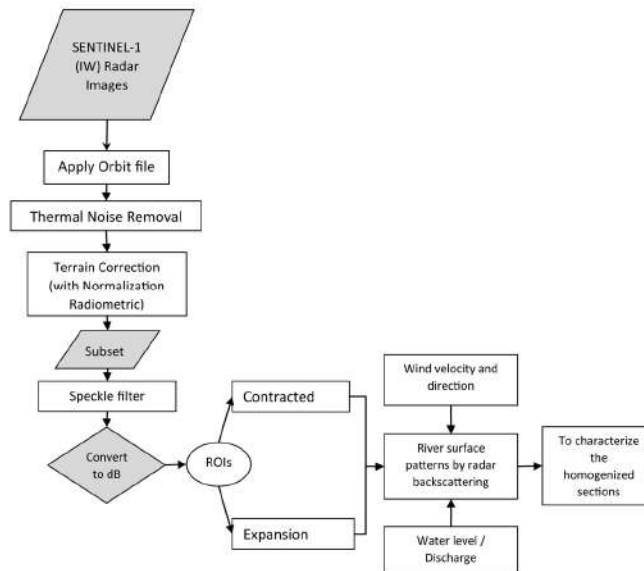 SENTINEL-1
(IW) Radar
Images
Apply Orbit file
Thermal Noise Removal
Terrain Correction
(with Normalization
Radiometric)
Subset
Speckle filter
Convert
to dB
ROIs
Contracted
Expansion
Wind velocity and
direction
River surface
patterns by radar
backscattering
Water level /
Discharge
To characterize
the
homogenized
sections